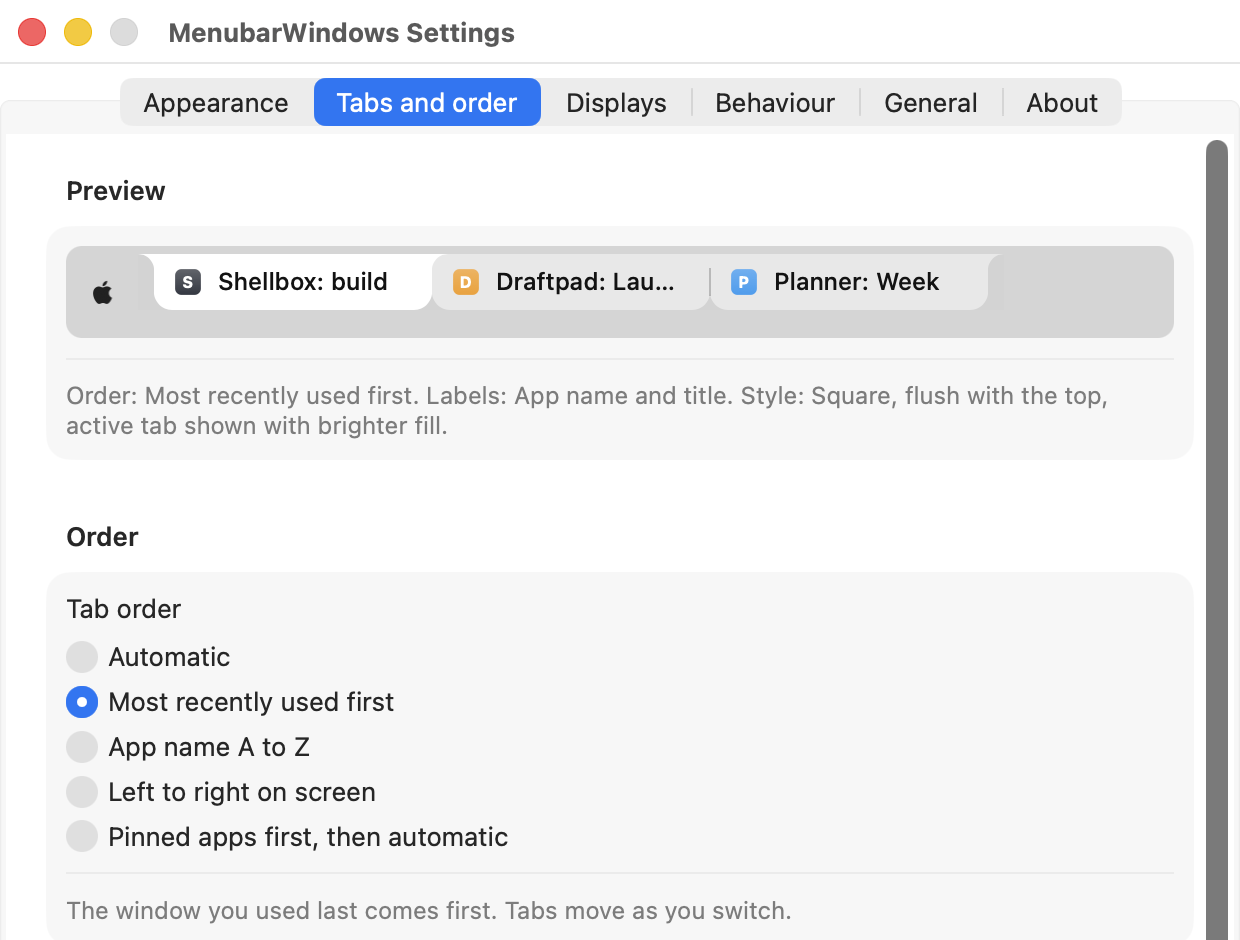 MenubarWindows Settings
Appearance Tabs and order Displays Behaviour General About
Preview
S Shellbox: build D Draftpad: Lau... P Planner: Week
Order: Most recently used first. Labels: App name and title. Style: Square, flush with the top,
active tab shown with brighter fill.
Order
Tab order
Automatic
Most recently used first
App name A to Z
Left to right on screen
Pinned apps first, then automatic
The window you used last comes first. Tabs move as you switch.